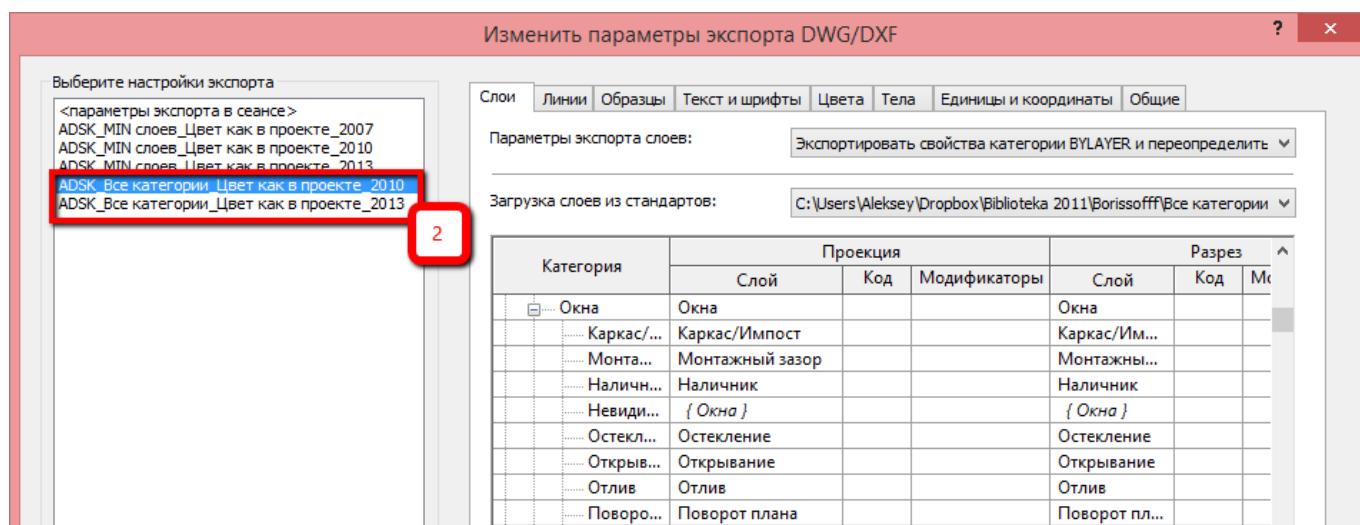 Изменить параметры экспорта DWG/DXF
?
×
Выберите настройки экспорта
<параметры экспорта в сеансе>
ADSK_MIN слоев_Цвет как в проекте_2007
ADSK_MIN слоев_Цвет как в проекте_2010
ADSK_MIN слоев_Цвет как в проекте_2013
ADSK_Все категории_Цвет как в проекте_2010
ADSK_Все категории_Цвет как в проекте_2013
2
Слои Линии Образцы Текст и шрифты Цвета Тела Единицы и координаты Общие
Параметры экспорта слоев: Экспортировать свойства категории BYLAYER и переопределить
Загрузка слоев из стандартов: C:\Users\Aleksey\Dropbox\Biblioteka 2011\Borissofff\Все категории
Категория Проекция Разрез
Слой Код Модификаторы Слой Код Мо
Окна Окна Окна
Каркас/... Каркас/Импост Каркас/Им...
Монта... Монтажный зазор Монтажны...
Наличн... Наличник Наличник
Невиди... { Окна } { Окна }
Остекл... Остекление Остекление
Открыв... Открывание Открывание
Отлив Отлив Отлив
Поворо... Поворот плана Поворот пл...